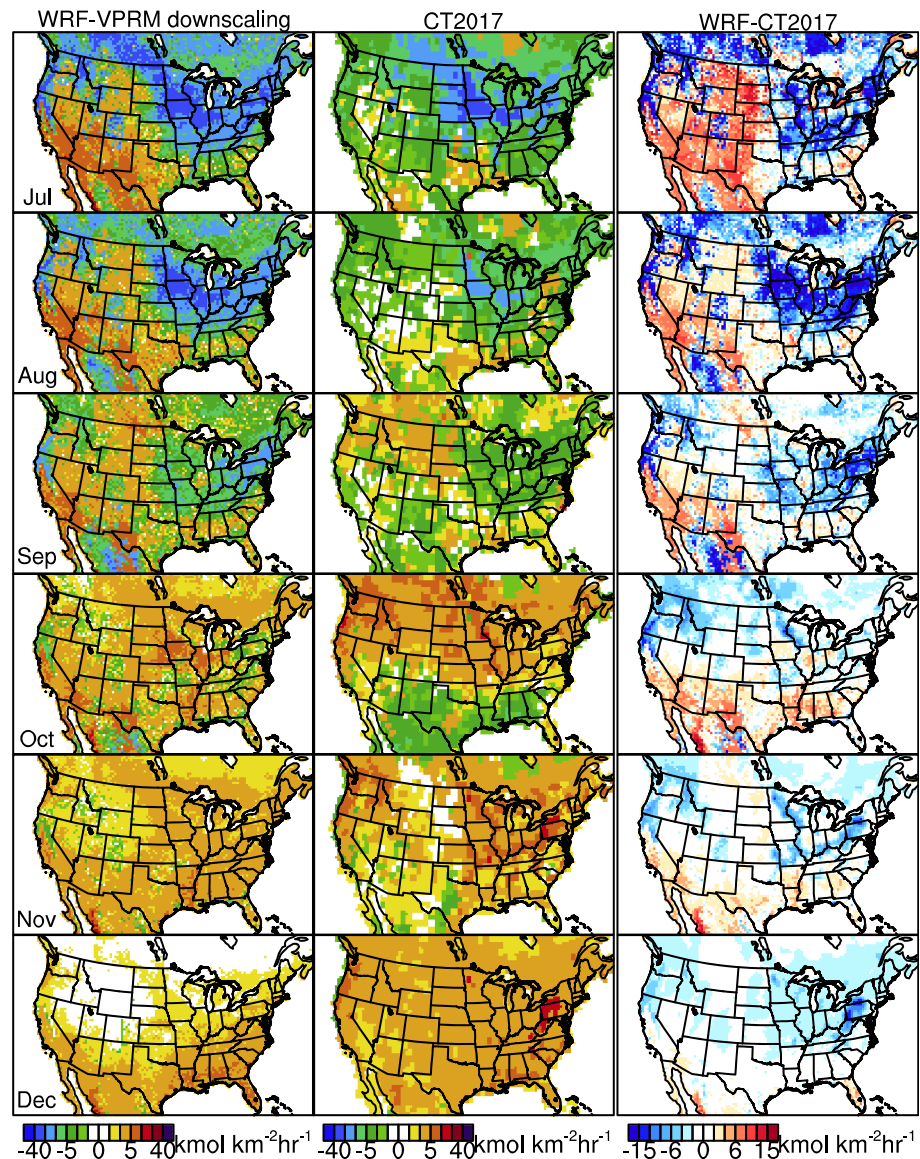 WRF-VPRM downscaling CT2017 WRF-CT2017
Jul
Aug
Sep
Oct
Nov
Dec
-40 -5 0 5 40 kmol km⁻²hr⁻¹ -40 -5 0 5 40 kmol km⁻²hr⁻¹ -15 -6 0 6 15 kmol km⁻²hr⁻¹